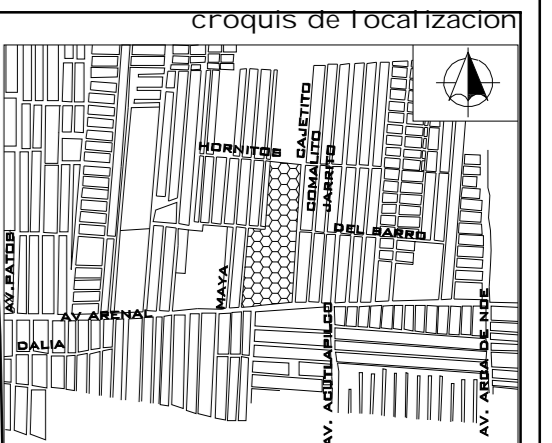 croquis de localizacion
HORNITOS
CAJETITO
COMALITO
JARRITO
DEL BARRO
AV.PATOS
MAYA
AV ARENAL
DALIA
AV. ACUTLAPILCO
AV. ARCA DE NOE